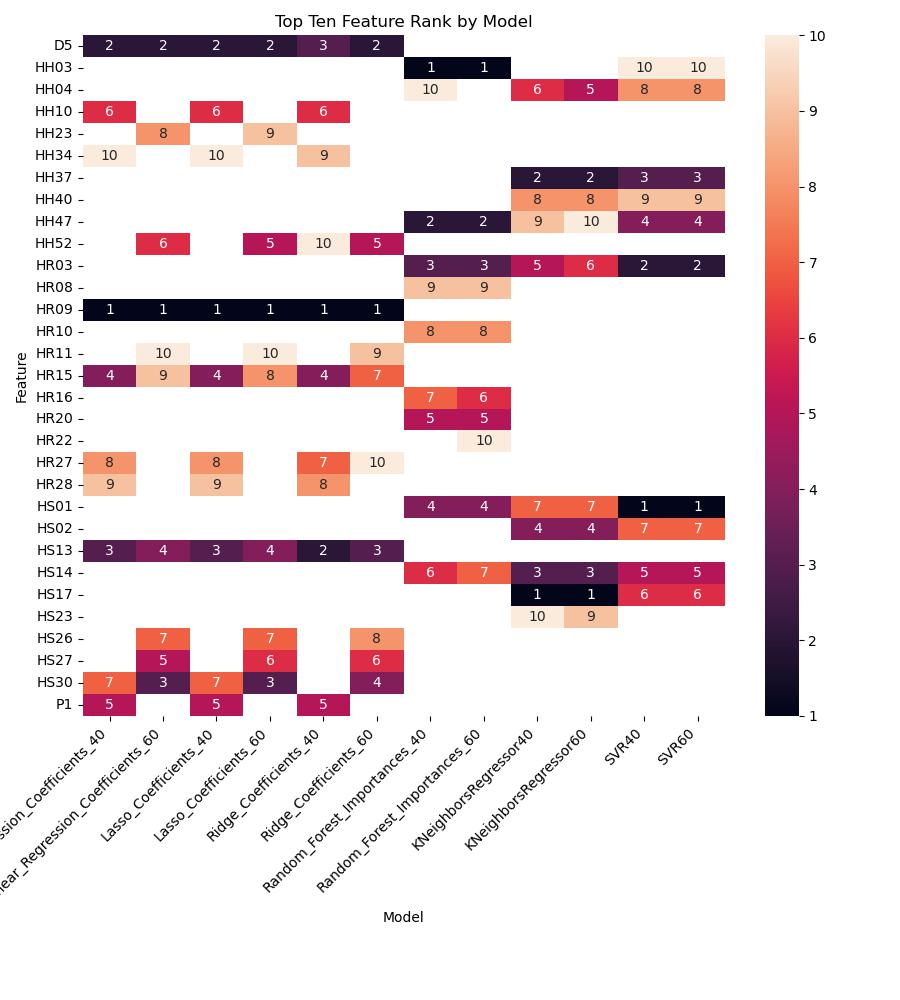 Top Ten Feature Rank by Model
D5 2 2 2 2 3 2
HH03 1 1 10 10
HH04 10 6 5 8 8
HH10 6 6 6
HH23 8 9
HH34 10 10 9
HH37 2 2 3 3
HH40 8 8 9 9
HH47 2 2 9 10 4 4
HH52 6 5 10 5
HR03 3 3 5 6 2 2
HR08 9 9
HR09 1 1 1 1 1 1
HR10 8 8
HR11 10 10 9
HR15 4 9 4 8 4 7
HR16 7 6
HR20 5 5
HR22 10
HR27 8 8 7 10
HR28 9 9 8
HS01 4 4 7 7 1 1
HS02 4 4 7 7
HS13 3 4 3 4 2 3
HS14 6 7 3 3 5 5
HS17 1 1 6 6
HS23 10 9
HS26 7 7 8
HS27 5 6 6
HS30 7 3 7 3 4
P1 5 5 5
Feature
ssion_Coefficients_40
near_Regression_Coefficients_60
Lasso_Coefficients_40
Lasso_Coefficients_60
Ridge_Coefficients_40
Ridge_Coefficients_60
Random_Forest_Importances_40
Random_Forest_Importances_60
KNeighborsRegressor40
KNeighborsRegressor60
SVR40
SVR60
Model
10
9
8
7
6
5
4
3
2
1